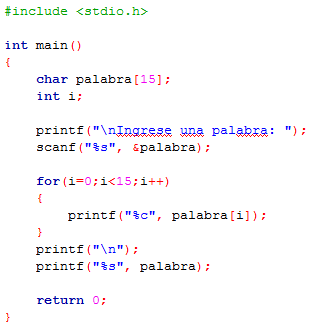 #include <stdio.h>
int main()
{
char palabra[15];
int i;
printf("\nIngrese una palabra: ");
scanf("%s", &palabra);
for(i=0;i<15;i++)
{
printf("%c", palabra[i]);
}
printf("\n");
printf("%s", palabra);
return 0;
}